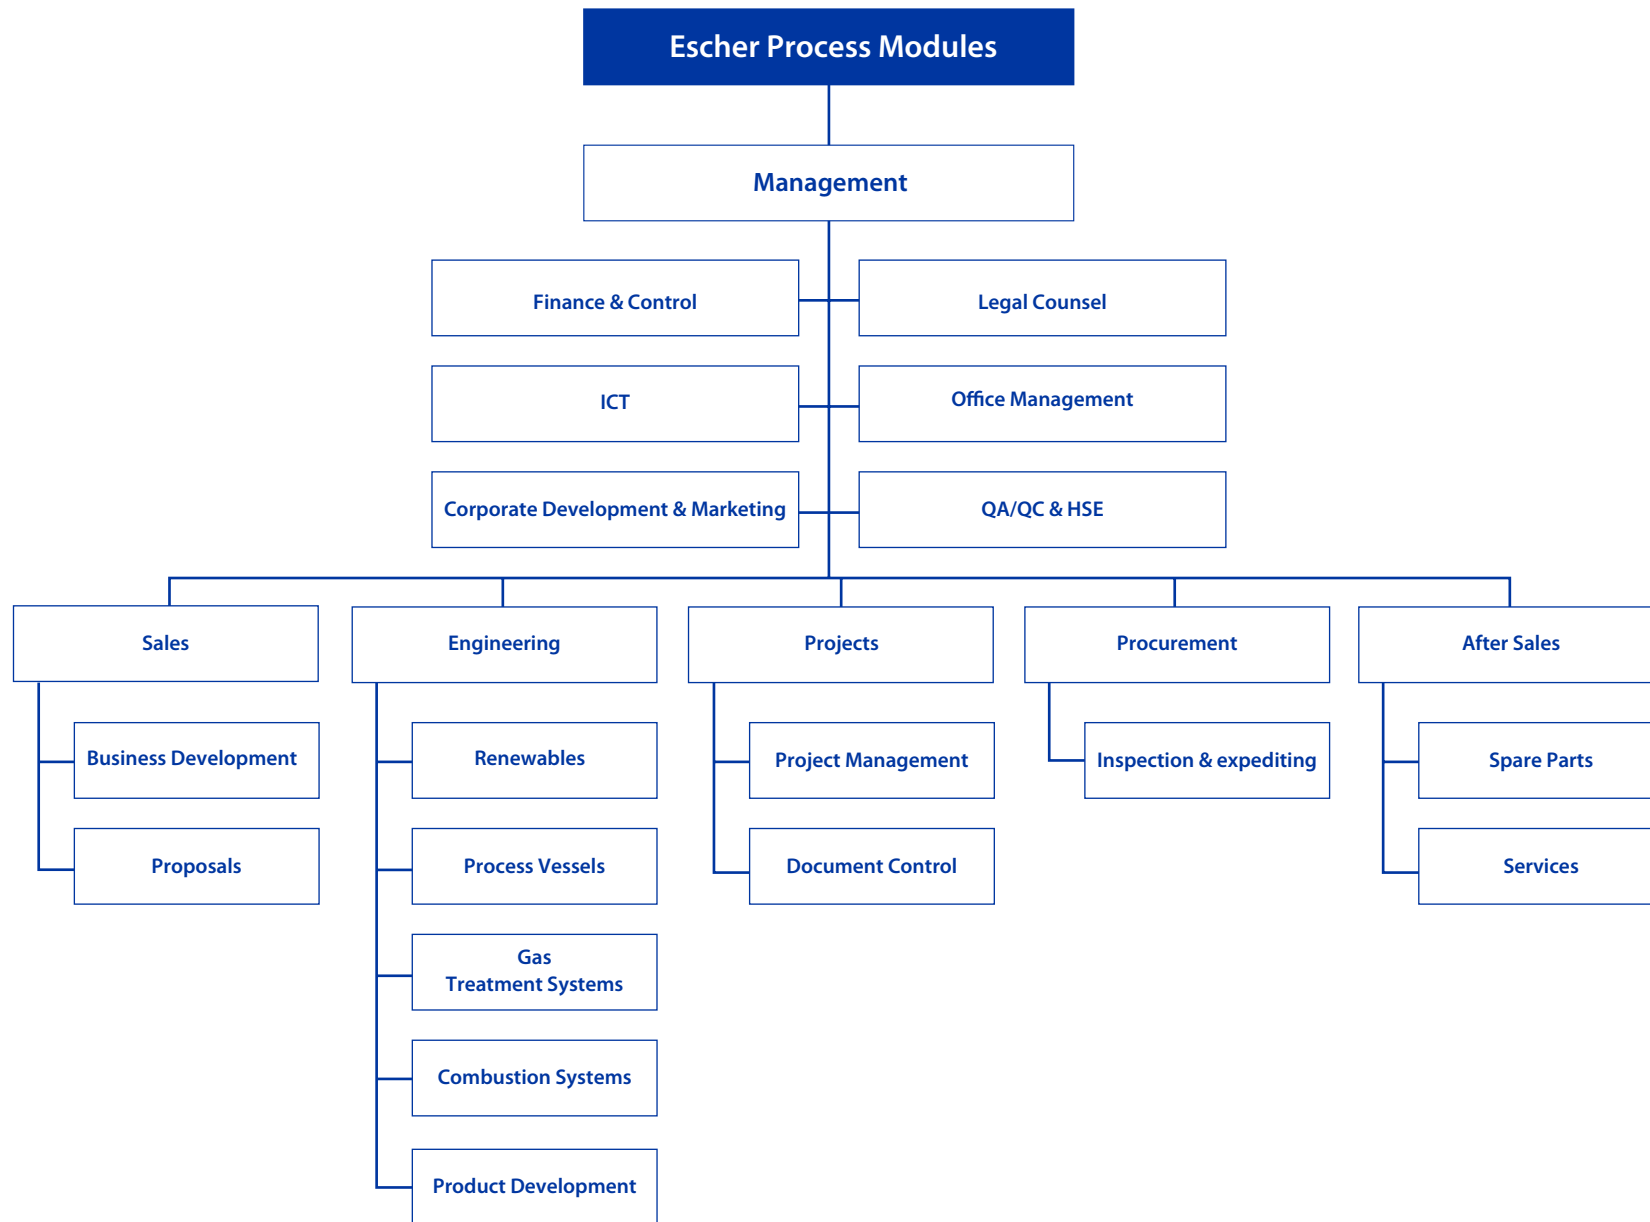 Escher Process Modules
Management
Finance & Control
Legal Counsel
ICT
Office Management
Corporate Development & Marketing
QA/QC & HSE
Sales
Engineering
Projects
Procurement
After Sales
Business Development
Renewables
Project Management
Inspection & expediting
Spare Parts
Proposals
Process Vessels
Document Control
Services
Gas
Treatment Systems
Combustion Systems
Product Development